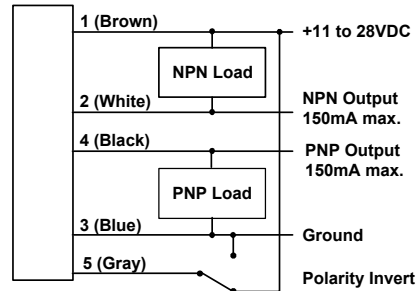 1 (Brown)
+11 to 28VDC
NPN Load
2 (White)
NPN Output
150mA max.
4 (Black)
PNP Output
150mA max.
PNP Load
3 (Blue)
Ground
5 (Gray)
Polarity Invert